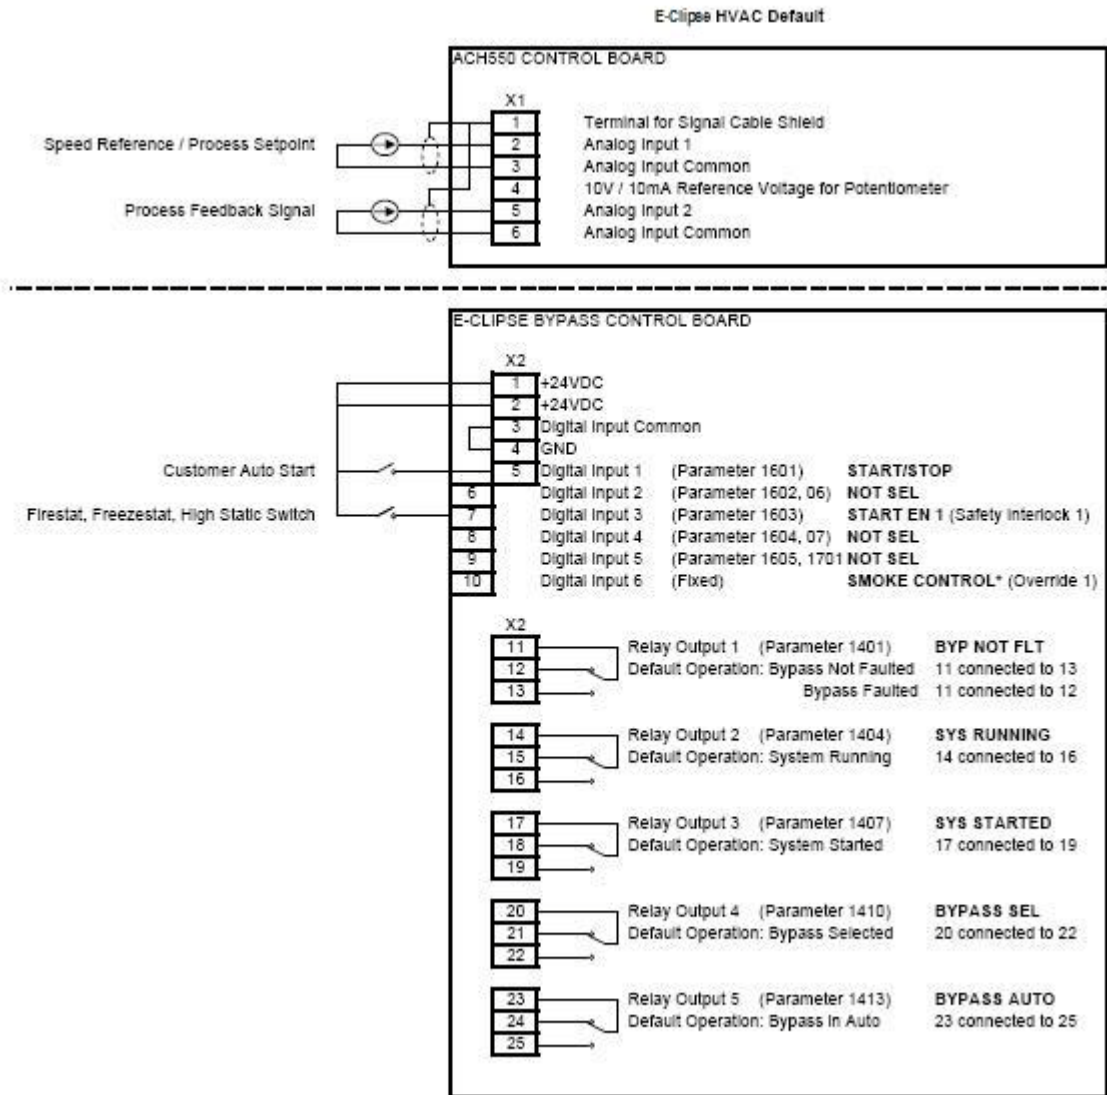 E-Clipse HVAC Default
ACH550 CONTROL BOARD
X1
1 Terminal for Signal Cable Shield
Speed Reference / Process Setpoint 2 Analog Input 1
3 Analog Input Common
4 10V / 10mA Reference Voltage for Potentiometer
Process Feedback Signal 5 Analog Input 2
6 Analog Input Common
E-CLIPSE BYPASS CONTROL BOARD
X2
1 +24VDC
2 +24VDC
3 Digital Input Common
4 GND
Customer Auto Start 5 Digital Input 1 (Parameter 1601) START/STOP
6 Digital Input 2 (Parameter 1602, 06) NOT SEL
Firestat, Freezestat, High Static Switch 7 Digital Input 3 (Parameter 1603) START EN 1 (Safety Interlock 1)
8 Digital Input 4 (Parameter 1604, 07) NOT SEL
9 Digital Input 5 (Parameter 1605, 1701 NOT SEL
10 Digital Input 6 (Fixed) SMOKE CONTROL* (Override 1)
X2
11 Relay Output 1 (Parameter 1401) BYP NOT FLT
12 Default Operation: Bypass Not Faulted 11 connected to 13
13 Bypass Faulted 11 connected to 12
14 Relay Output 2 (Parameter 1404) SYS RUNNING
15 Default Operation: System Running 14 connected to 16
16
17 Relay Output 3 (Parameter 1407) SYS STARTED
18 Default Operation: System Started 17 connected to 19
19
20 Relay Output 4 (Parameter 1410) BYPASS SEL
21 Default Operation: Bypass Selected 20 connected to 22
22
23 Relay Output 5 (Parameter 1413) BYPASS AUTO
24 Default Operation: Bypass In Auto 23 connected to 25
25